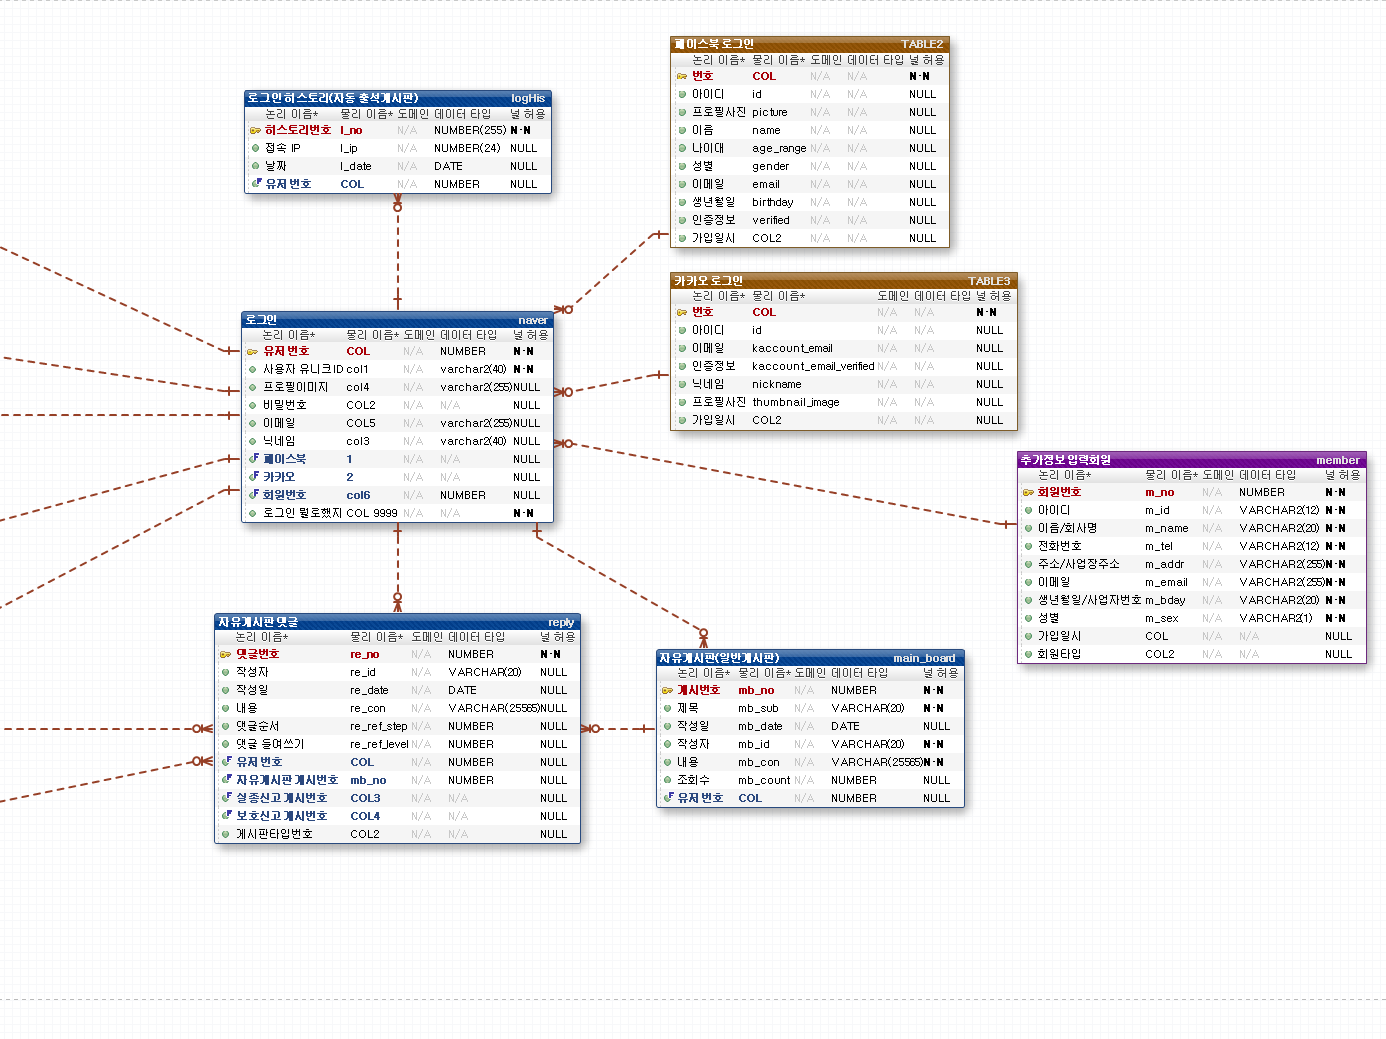 페이스북 로그인 TABLE2
논리 이름* 물리 이름* 도메인 데이터 타입 널 허용
번호 COL N/A N/A N-N
아이디 id N/A N/A NULL
프로필사진 picture N/A N/A NULL
이름 name N/A N/A NULL
나이대 age_range N/A N/A NULL
성별 gender N/A N/A NULL
이메일 email N/A N/A NULL
생년월일 birthday N/A N/A NULL
인증정보 verified N/A N/A NULL
가입일시 COL2 N/A N/A NULL
로그인 히스토리(자동 출석게시판) logHis
논리 이름* 물리 이름* 도메인 데이터 타입 널 허용
히스토리번호 l_no N/A NUMBER(255) N-N
접속 IP l_ip N/A NUMBER(24) NULL
날짜 l_date N/A DATE NULL
유저 번호 COL N/A NUMBER NULL
카카오 로그인 TABLE3
논리 이름* 물리 이름* 도메인 데이터 타입 널 허용
번호 COL N/A N/A N-N
아이디 id N/A N/A NULL
이메일 kaccount_email N/A N/A NULL
인증정보 kaccount_email_verified N/A N/A NULL
닉네임 nickname N/A N/A NULL
프로필사진 thumbnail_image N/A N/A NULL
가입일시 COL2 N/A N/A NULL
로그인 naver
논리 이름* 물리 이름* 도메인 데이터 타입 널 허용
유저 번호 COL N/A NUMBER N-N
사용자 유니크ID col1 N/A varchar2(40) N-N
프로필이미지 col4 N/A varchar2(255) NULL
비밀번호 COL2 N/A N/A NULL
이메일 COL5 N/A varchar2(255) NULL
닉네임 col3 N/A varchar2(40) NULL
페이스북 1 N/A N/A NULL
카카오 2 N/A N/A NULL
회원번호 col6 N/A NUMBER NULL
로그인 뭘로했지 COL 9999 N/A N/A N-N
추가정보 입력회원 member
논리 이름* 물리 이름* 도메인 데이터 타입 널 허용
회원번호 m_no N/A NUMBER N-N
아이디 m_id N/A VARCHAR2(12) N-N
이름/회사명 m_name N/A VARCHAR2(20) N-N
전화번호 m_tel N/A VARCHAR2(12) N-N
주소/사업장주소 m_addr N/A VARCHAR2(255) N-N
이메일 m_email N/A VARCHAR2(255) N-N
생년월일/사업자번호 m_bday N/A VARCHAR2(20) N-N
성별 m_sex N/A VARCHAR2(1) N-N
가입일시 COL N/A N/A NULL
회원타입 COL2 N/A N/A NULL
자유게시판 댓글 reply
논리 이름* 물리 이름* 도메인 데이터 타입 널 허용
댓글번호 re_no N/A NUMBER N-N
작성자 re_id N/A VARCHAR(20) NULL
작성일 re_date N/A DATE NULL
내용 re_con N/A VARCHAR(25565) NULL
댓글순서 re_ref_step N/A NUMBER NULL
댓글 들여쓰기 re_ref_level N/A NUMBER NULL
유저 번호 COL N/A NUMBER NULL
자유게시판 게시번호 mb_no N/A NUMBER NULL
실종신고 게시번호 COL3 N/A N/A NULL
보호신고 게시번호 COL4 N/A N/A NULL
게시판타입번호 COL2 N/A N/A NULL
자유게시판(일반게시판) main_board
논리 이름* 물리 이름* 도메인 데이터 타입 널 허용
게시번호 mb_no N/A NUMBER N-N
제목 mb_sub N/A VARCHAR(20) N-N
작성일 mb_date N/A DATE NULL
작성자 mb_id N/A VARCHAR(20) N-N
내용 mb_con N/A VARCHAR(25565) N-N
조회수 mb_count N/A NUMBER NULL
유저 번호 COL N/A NUMBER NULL